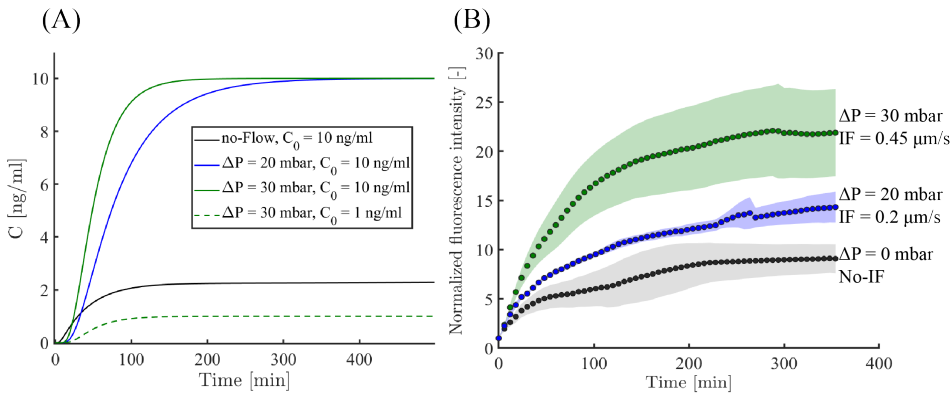 (A)
C [ng/ml]
10
8
6
4
2
0
0
100
200
300
400
Time [min]
no-Flow, C0 = 10 ng/ml
ΔP = 20 mbar, C0 = 10 ng/ml
ΔP = 30 mbar, C0 = 10 ng/ml
ΔP = 30 mbar, C0 = 1 ng/ml
(B)
Normalized fluorescence intensity [-]
30
25
20
15
10
5
0
0
100
200
300
400
Time [min]
ΔP = 30 mbar
IF = 0.45 μm/s
ΔP = 20 mbar
IF = 0.2 μm/s
ΔP = 0 mbar
No-IF